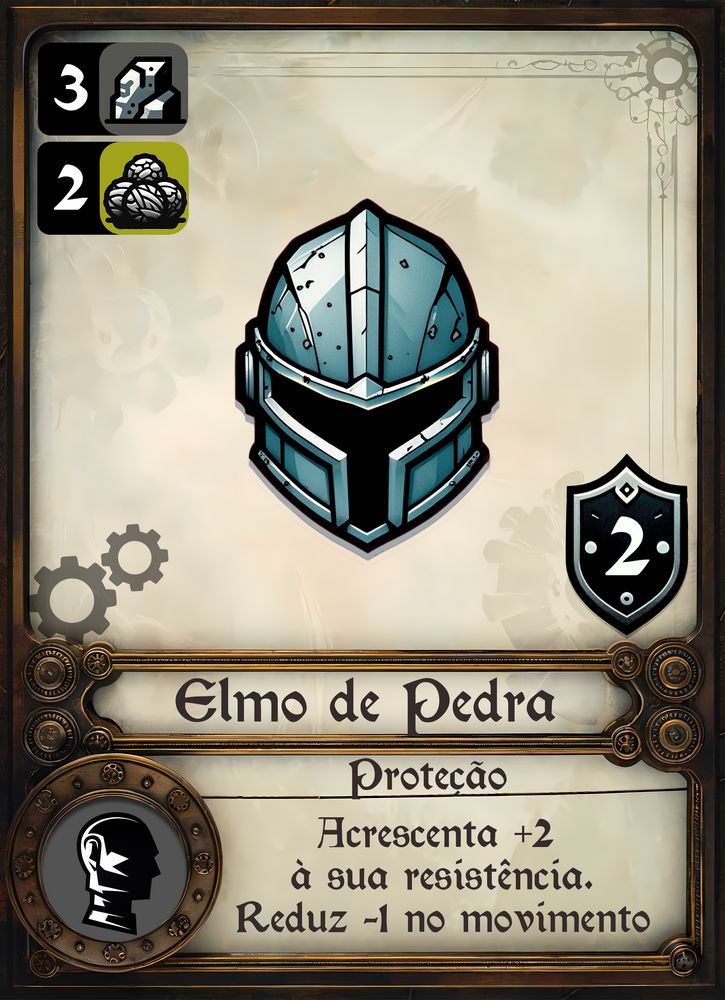 3
2
2
Elmo de Pedra
Proteção
Acrescenta +2
à sua resistência.
Reduz -1 no movimento